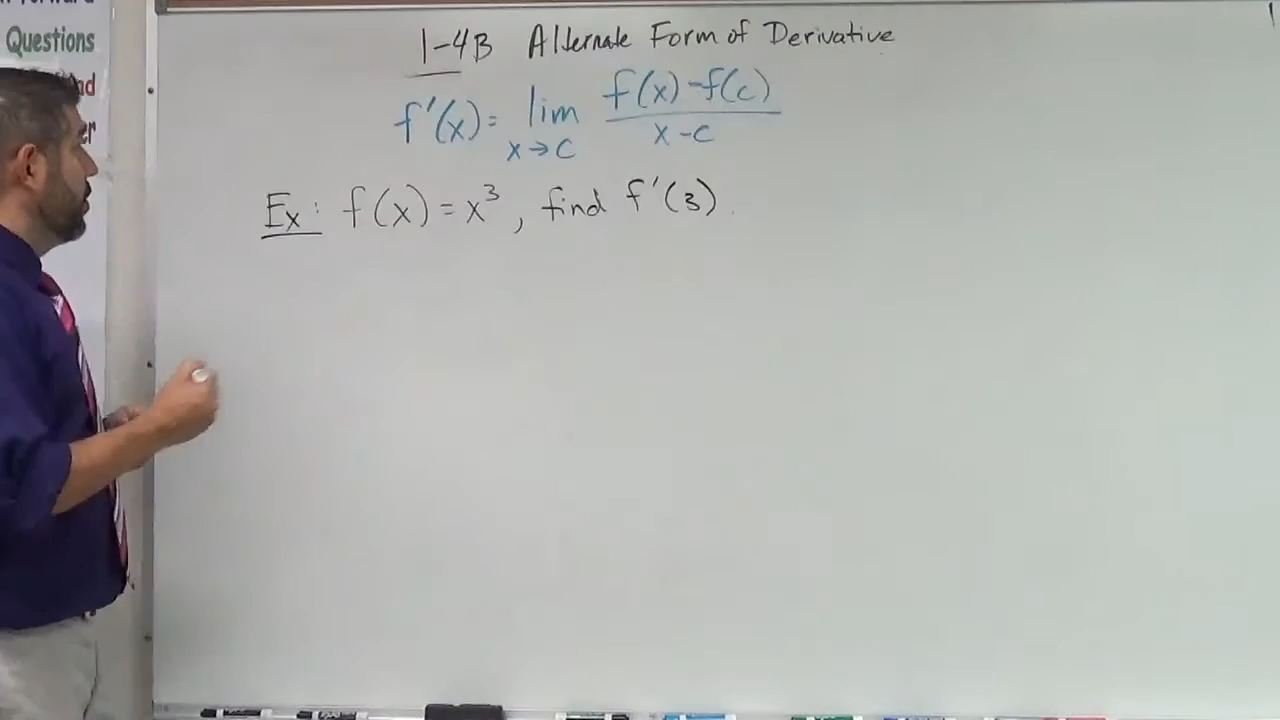 Questions
1-4B Alternate Form of Derivative
f'(x) = lim x→c f(x)-f(c) / x-c
Ex: f(x) = x³, find f'(3).